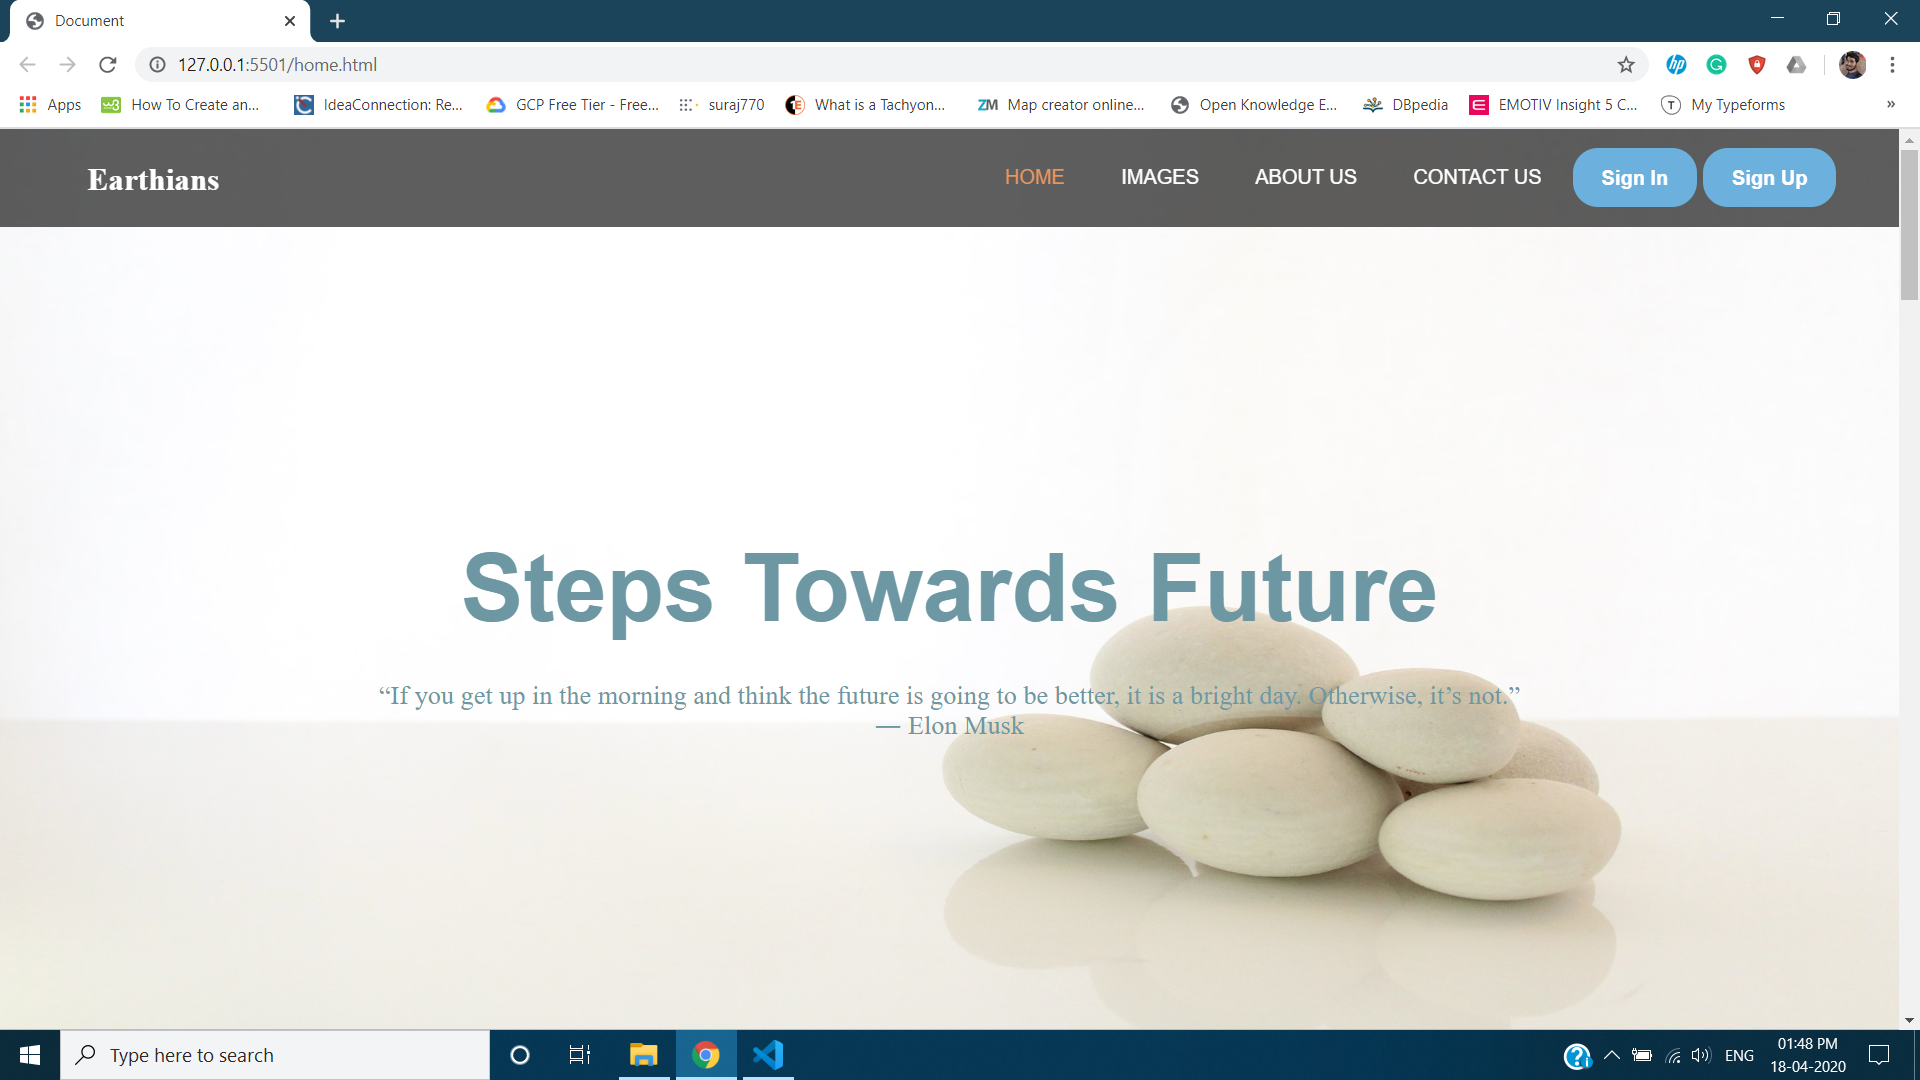 Document
127.0.0.1:5501/home.html
Apps
How To Create an...
IdeaConnection: Re...
GCP Free Tier - Free...
suraj770
What is a Tachyon...
Map creator online...
Open Knowledge E...
DBpedia
EMOTIV Insight 5 C...
My Typeforms
»
Earthians
HOME
IMAGES
ABOUT US
CONTACT US
Sign In
Sign Up
Steps Towards Future
“If you get up in the morning and think the future is going to be better, it is a bright day. Otherwise, it’s not.”
― Elon Musk
Type here to search
ENG
01:48 PM
18-04-2020